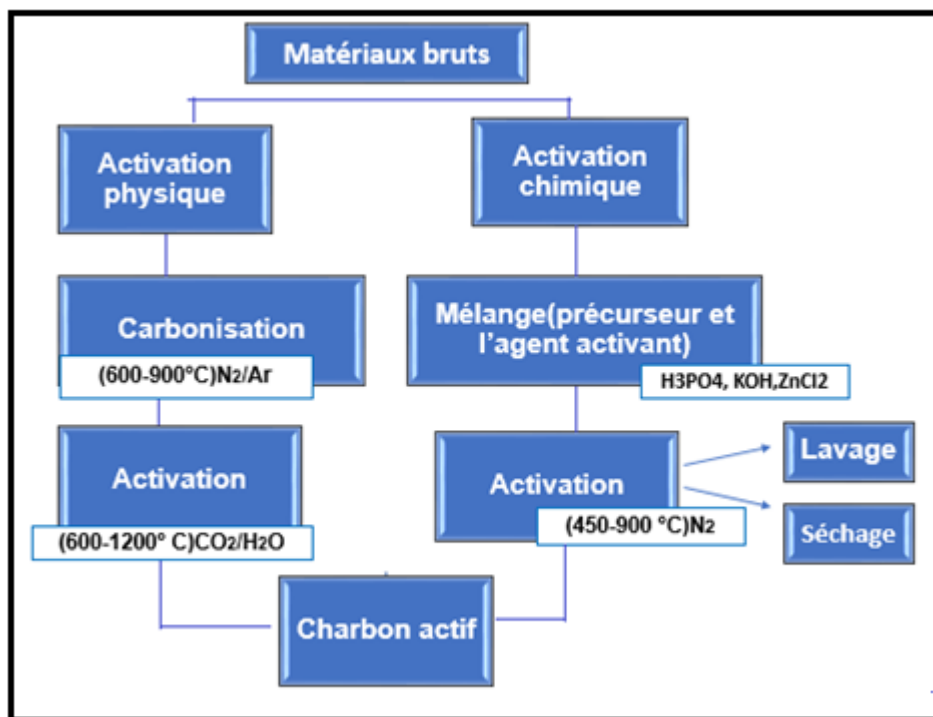 Matériaux bruts
Activation
physique
Activation
chimique
Carbonisation
(600-900°C)N2/Ar
Mélange(précurseur et
l'agent activant)
H3PO4, KOH,ZnCl2
Activation
(600-1200° C)CO2/H2O
Activation
(450-900 °C)N2
Lavage
Séchage
Charbon actif